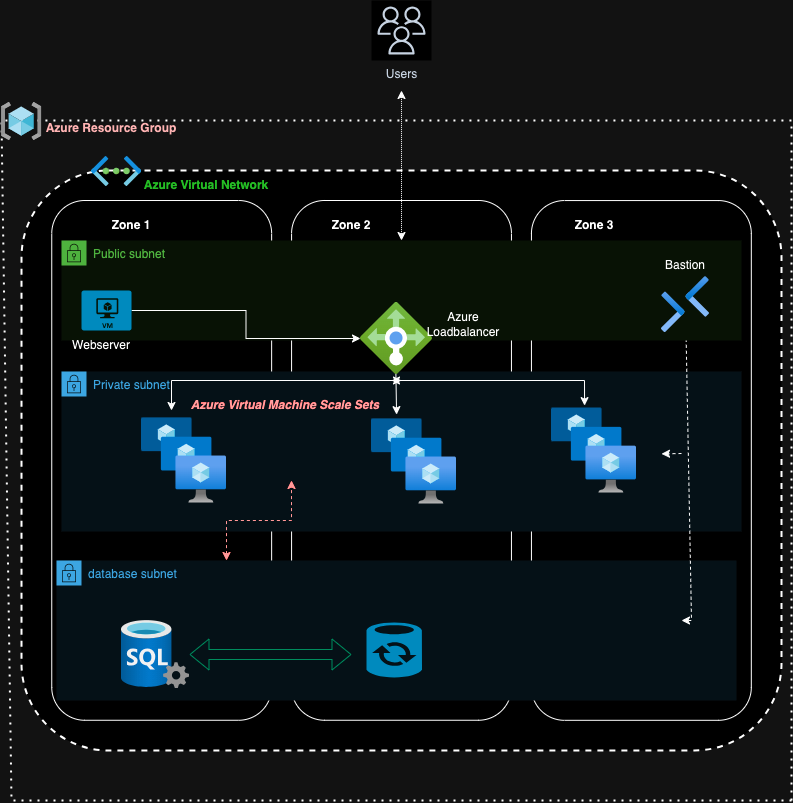 Users
Azure Resource Group
Azure Virtual Network
Zone 1
Zone 2
Zone 3
Public subnet
Bastion
VM
Webserver
Azure
Loadbalancer
Private subnet
Azure Virtual Machine Scale Sets
database subnet
SQL